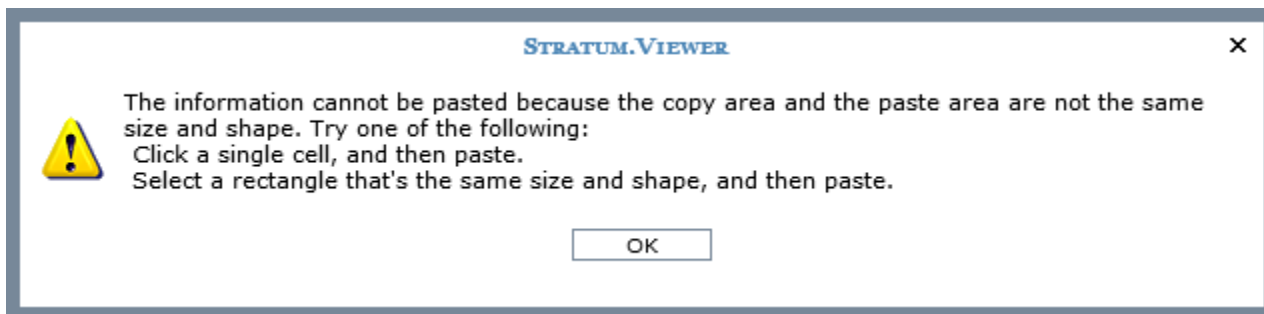 Stratum.Viewer
The information cannot be pasted because the copy area and the paste area are not the same
size and shape. Try one of the following:
Click a single cell, and then paste.
Select a rectangle that's the same size and shape, and then paste.
OK